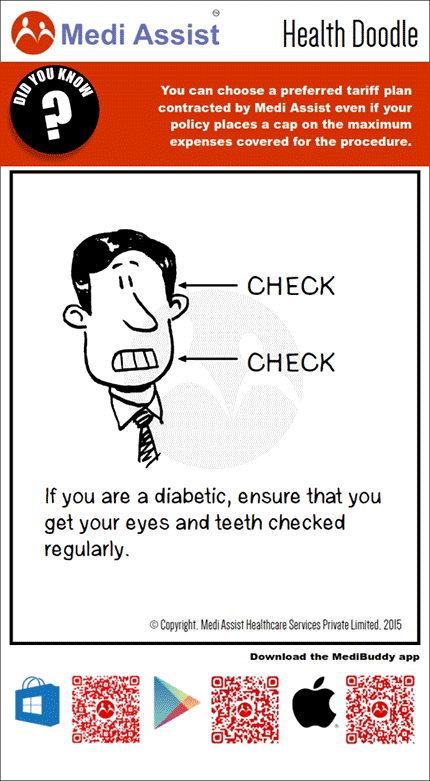 Medi Assist
Health Doodle
DID YOU KNOW
?
You can choose a preferred tariff plan
contracted by Medi Assist even if your
policy places a cap on the maximum
expenses covered for the procedure.
CHECK
CHECK
If you are a diabetic, ensure that you
get your eyes and teeth checked
regularly.
© Copyright, Medi Assist Healthcare Services Private Limited, 2015
Download the MediBuddy app